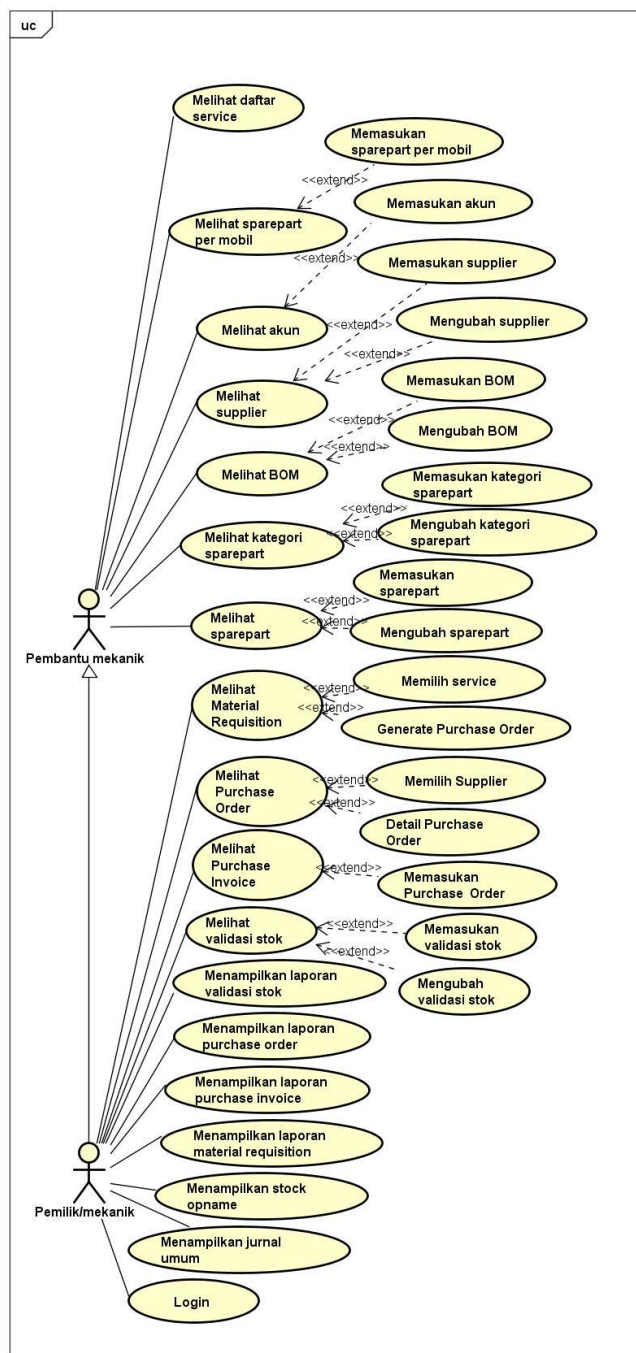 uc
Melihat daftar
service
Memasukan
sparepart per mobil
<<extend>>
Melihat sparepart
per mobil
Memasukan akun
<<extend>>
Memasukan supplier
Melihat akun
<<extend>>
Mengubah supplier
<<extend>>
Melihat
supplier
Memasukan BOM
<<extend>>
Mengubah BOM
<<extend>>
Melihat BOM
Memasukan kategori
sparepart
<<extend>>
Melihat kategori
sparepart
Mengubah kategori
sparepart
<<extend>>
Memasukan
sparepart
<<extend>>
Melihat
sparepart
<<extend>>
Mengubah sparepart
Pembantu mekanik
Melihat
Material
Requisition
<<extend>>
Memilih service
<<extend>>
Generate Purchase Order
Melihat
Purchase
Order
<<extend>>
Memilih Supplier
<<extend>>
Detail Purchase
Order
Melihat
Purchase
Invoice
<<extend>>
Memasukan
Purchase Order
Melihat
validasi stok
<<extend>>
Memasukan
validasi stok
<<extend>>
Mengubah
validasi stok
Menampilkan laporan
validasi stok
Menampilkan laporan
purchase order
Menampilkan laporan
purchase invoice
Menampilkan laporan
material requisition
Pemilik/mekanik
Menampilkan stock
opname
Menampilkan jurnal
umum
Login